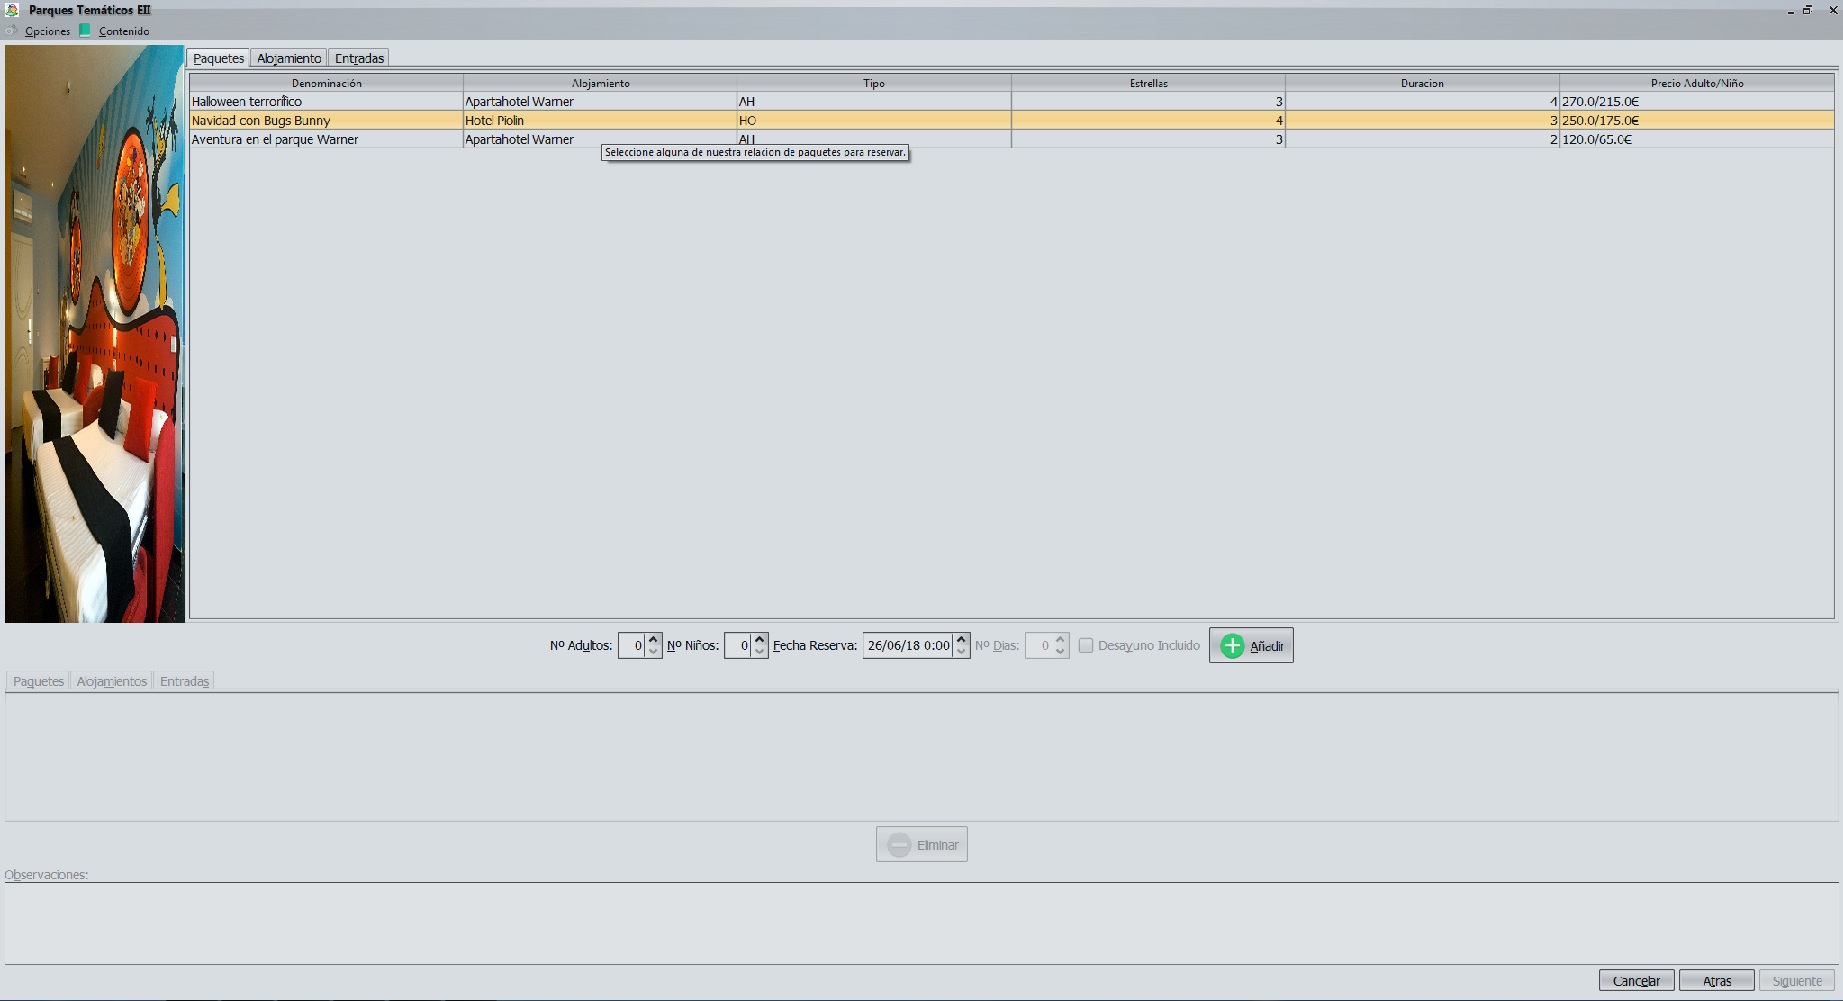 Parques Temáticos EII
Opciones Contenido
Paquetes Alojamiento Entradas
Denominación Alojamiento Tipo Estrellas Duracion Precio Adulto/Niño
Halloween terrorífico Apartahotel Warner AH 3 4 270.0/215.0€
Navidad con Bugs Bunny Hotel Piolin HO 4 3 250.0/175.0€
Aventura en el parque Warner Apartahotel Warner AH 3 2 120.0/65.0€
Seleccione alguna de nuestra relacion de paquetes para reservar.
Nº Adultos: 0 Nº Niños: 0 Fecha Reserva: 26/06/18 0:00 Nº Dias: 0 Desayuno Incluido Añadir
Paquetes Alojamientos Entradas
Eliminar
Observaciones:
Cancelar Atras Siguiente